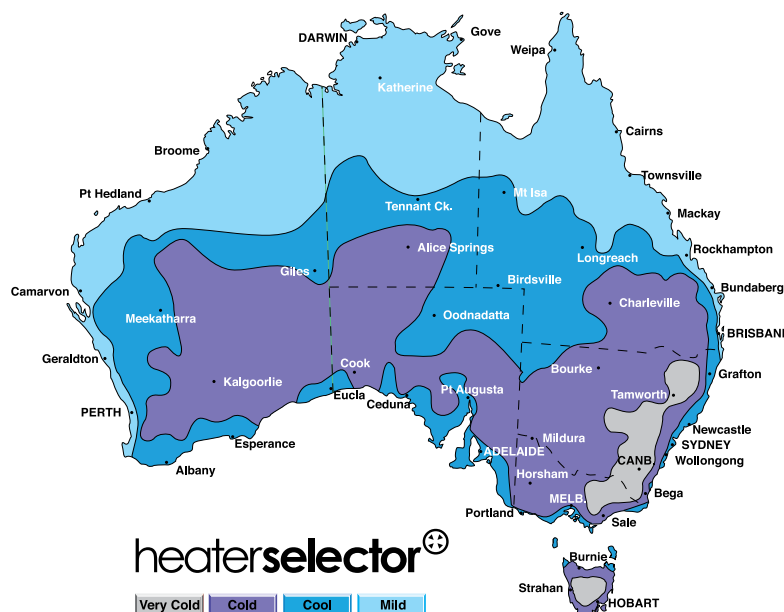 DARWIN
Gove
Weipa
Katherine
Cairns
Broome
Townsville
Pt Hedland
Mt Isa
Tennant Ck.
Mackay
Alice Springs
Longreach
Rockhampton
Giles
Birdsville
Camarvon
Bundaberg
Meekatharra
Oodnadatta
Charleville
BRISBANE
Geraldton
Cook
Bourke
Grafton
Kalgoorlie
Eucla
Pt Augusta
Tamworth
Ceduna
PERTH
Newcastle
Esperance
Mildura
SYDNEY
ADELAIDE
CANB.
Wollongong
Albany
Horsham
MELB.
Bega
Portland
Sale
heaterselector
Burnie
Strahan
HOBART
Very Cold
Cold
Cool
Mild